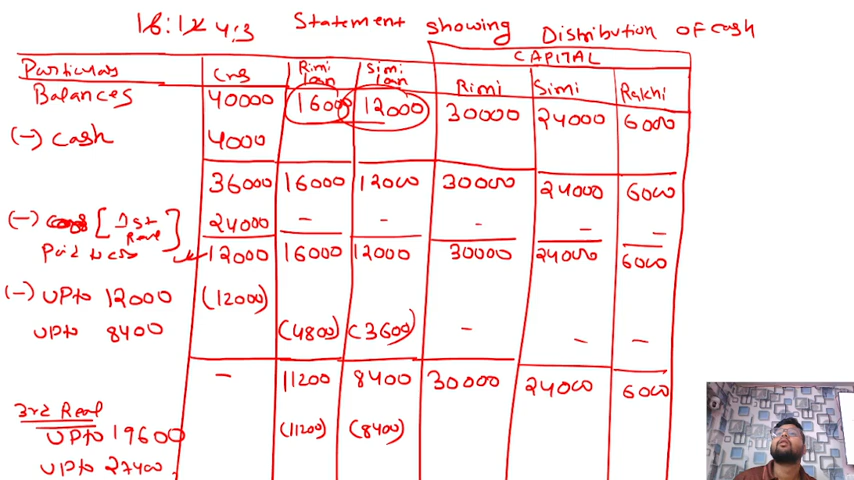 16:12 4:3 Statement showing Distribution of cash
CAPITAL
Particulars Crs Rimi loan Simi loan Rimi Simi Rakhi
Balances 40000 16000 12000 30000 24000 6000
(-) Cash 4000
36000 16000 12000 30000 24000 6000
(-) [1st Real] 24000 - - - - -
Paid to crs 12000 16000 12000 30000 24000 6000
(-) UPto 12000 (12000)
UPto 8400 (4800) (3600) - - -
- 11200 8400 30000 24000 6000
3rd Real
UPto 19600 (11200) (8400)
UPto 27400